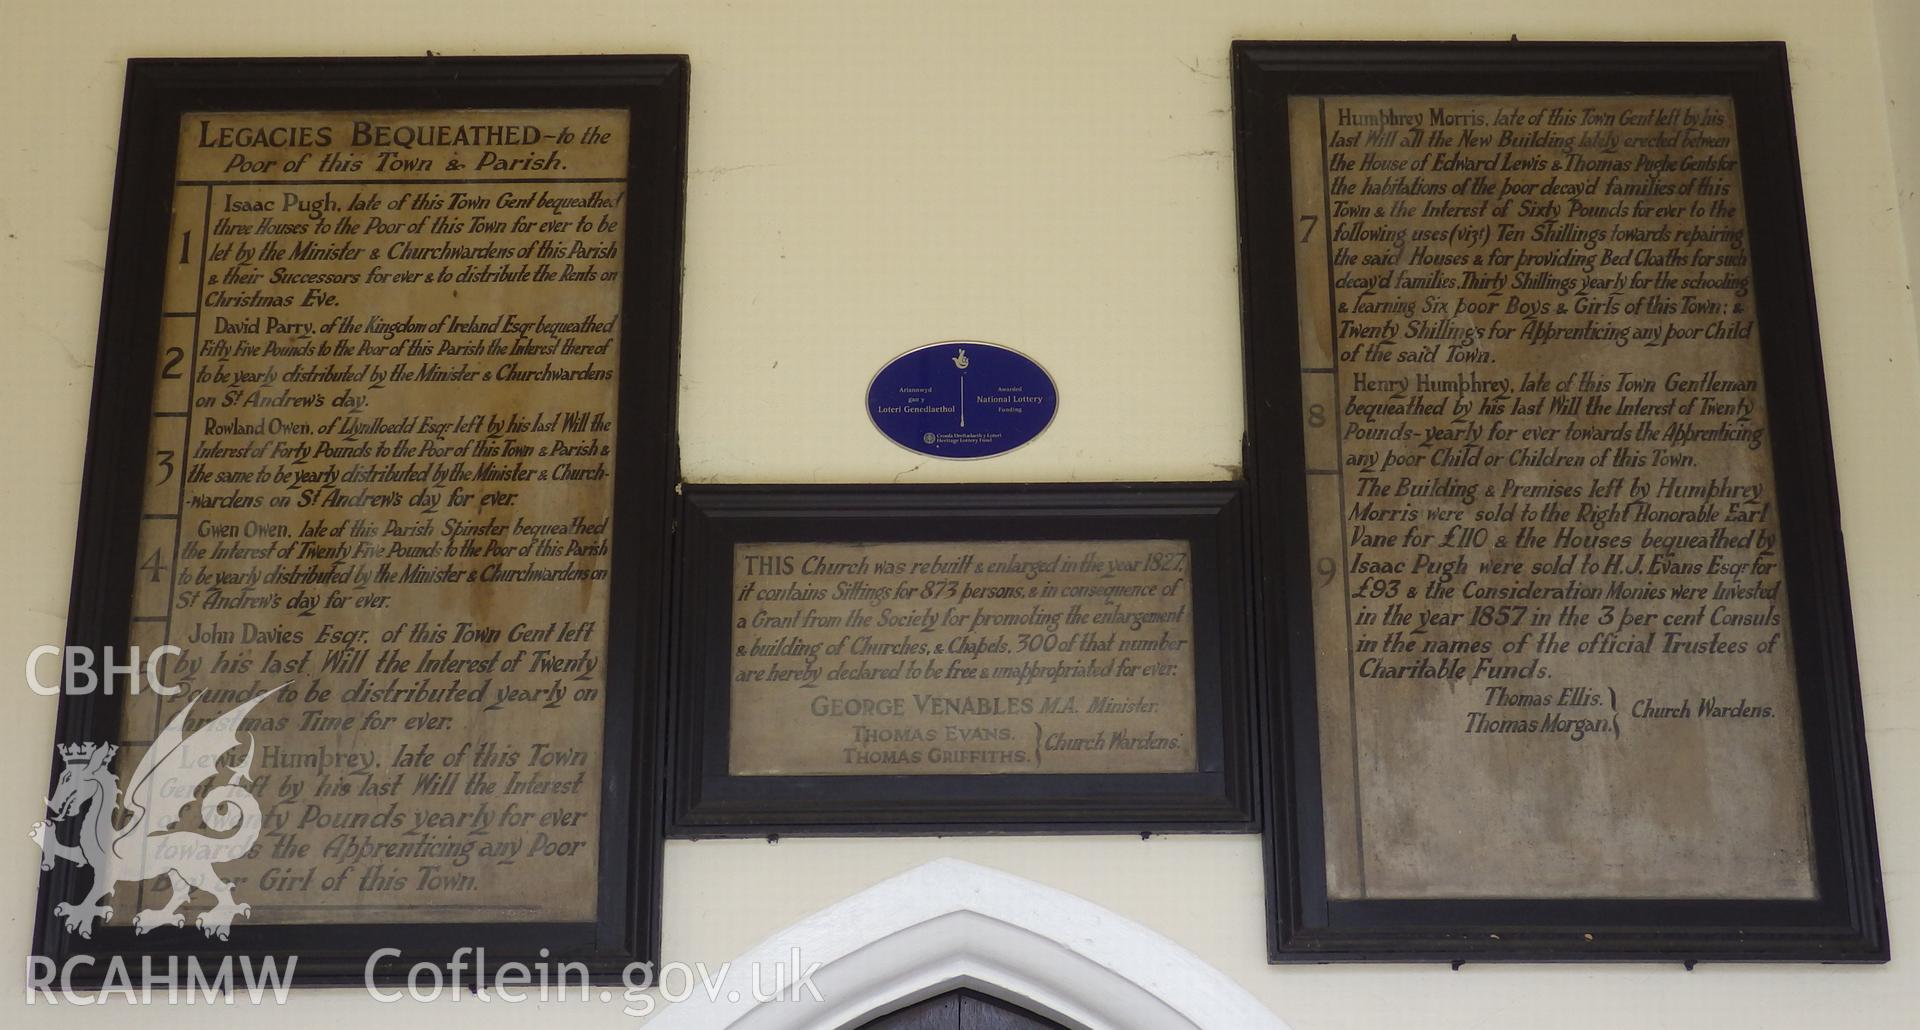 LEGACIES BEQUEATHED - to the
Poor of this Town & Parish.
1
Isaac Pugh, late of this Town Gent bequeathed
three Houses to the Poor of this Town for ever to be
let by the Minister & Churchwardens of this Parish
& their Successors for ever & to distribute the Rents on
Christmas Eve.
2
David Parry, of the Kingdom of Ireland Esqr bequeathed
Fifty Five Pounds to the Poor of this Parish the Interest there of
to be yearly distributed by the Minister & Churchwardens
on St Andrew's day.
3
Rowland Owen, of Llynlloedd Esqr left by his last Will the
Interest of Forty Pounds to the Poor of this Town & Parish &
the same to be yearly distributed by the Minister & Church-
-wardens on St Andrew's day for ever.
4
Gwen Owen, late of this Parish Spinster bequeathed
the Interest of Twenty Five Pounds to the Poor of this Parish
to be yearly distributed by the Minister & Churchwardens on
St Andrew's day for ever.
John Davies Esqr, of this Town Gent left
by his last Will the Interest of Twenty
Pounds to be distributed yearly on
Christmas Time for ever.
Lewis Humphrey, late of this Town
Gent left by his last Will the Interest
of Twenty Pounds yearly for ever
towards the Apprenticing any Poor
Boy or Girl of this Town.
Ariannwyd
gan y
Loteri Genedlaethol
Awarded
National Lottery
Funding
Cronfa Dreftadaeth y Loteri
Heritage Lottery Fund
THIS Church was rebuilt & enlarged in the year 1827,
it contains Sittings for 873 persons, & in consequence of
a Grant from the Society for promoting the enlargement
& building of Churches, & Chapels, 300 of that number
are hereby declared to be free & unappropriated for ever.
GEORGE VENABLES M.A. Minister.
THOMAS EVANS.
THOMAS GRIFFITHS. } Church Wardens.
7
Humphrey Morris, late of this Town Gent left by his
last Will all the New Building lately erected between
the House of Edward Lewis & Thomas Pughe Gents for
the habitations of the poor decay'd families of this
Town & the Interest of Sixty Pounds for ever to the
following uses (vizt) Ten Shillings towards repairing
the said Houses & for providing Bed Cloaths for such
decay'd families, Thirty Shillings yearly for the schooling
& learning Six poor Boys & Girls of this Town; &
Twenty Shillings for Apprenticing any poor Child
of the said Town.
8
Henry Humphrey, late of this Town Gentleman
bequeathed by his last Will the Interest of Twenty
Pounds - yearly for ever towards the Apprenticing
any poor Child or Children of this Town.
9
The Building & Premises left by Humphrey
Morris were sold to the Right Honorable Earl
Vane for £110 & the Houses bequeathed by
Isaac Pugh were sold to H.J. Evans Esqr for
£93 & the Consideration Monies were Invested
in the year 1857 in the 3 per cent Consuls
in the names of the official Trustees of
Charitable Funds.
Thomas Ellis.
Thomas Morgan. } Church Wardens.
CBHC
RCAHMW
Coflein.gov.uk